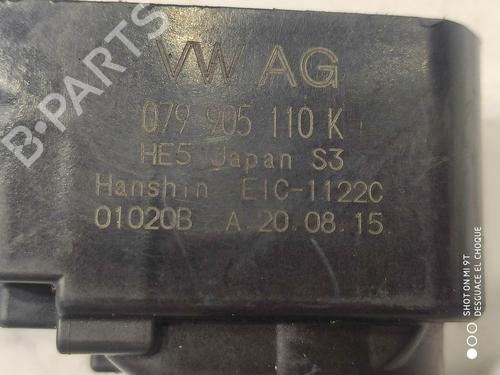 VW AG
079 905 110 K
HE5 Japan S3
Hanshin EIC-1122C
01020B A 20.08.15
B-PARTS
SHOT ON MI 9T
DESGUACE EL CHOQUE